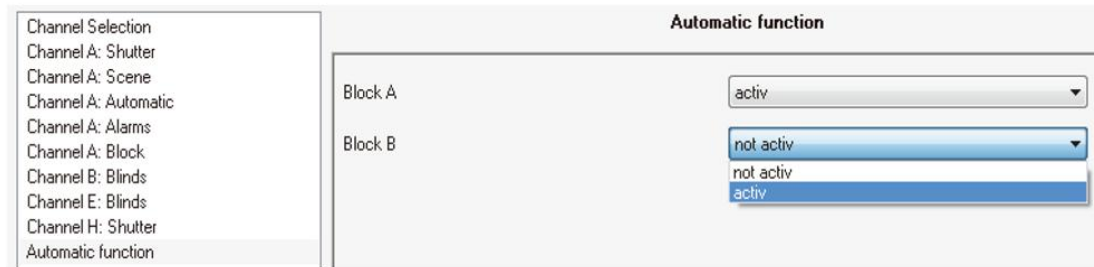 Channel Selection
Channel A: Shutter
Channel A: Scene
Channel A: Automatic
Channel A: Alarms
Channel A: Block
Channel B: Blinds
Channel E: Blinds
Channel H: Shutter
Automatic function
Automatic function
Block A
activ
Block B
not activ
not activ
activ